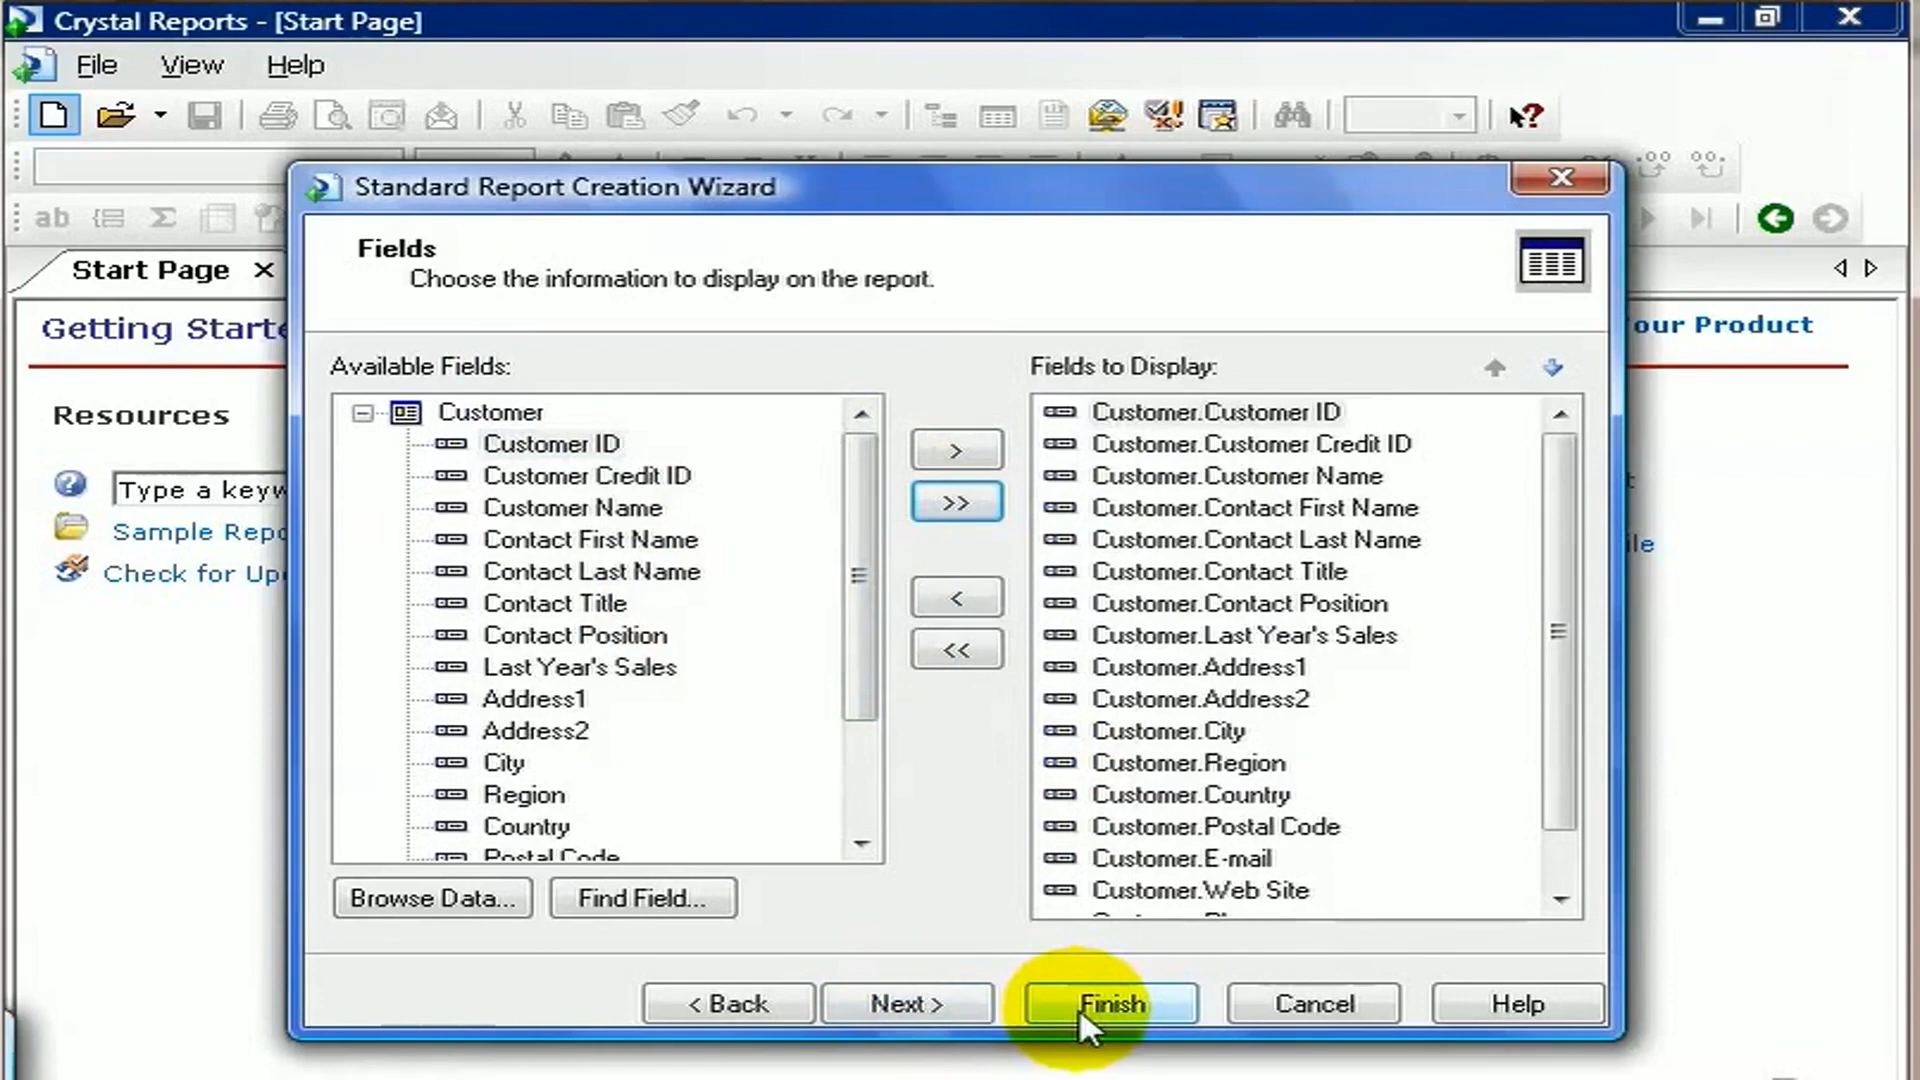 Crystal Reports - [Start Page]
File View Help
ab
Start Page
Getting Starte
our Product
Resources
Type a keyw
Sample Repo
Check for Up
ile
Standard Report Creation Wizard
Fields
Choose the information to display on the report.
Available Fields:
Customer
Customer ID
Customer Credit ID
Customer Name
Contact First Name
Contact Last Name
Contact Title
Contact Position
Last Year's Sales
Address1
Address2
City
Region
Country
Postal Code
>
>>
<
<<
Fields to Display:
Customer.Customer ID
Customer.Customer Credit ID
Customer.Customer Name
Customer.Contact First Name
Customer.Contact Last Name
Customer.Contact Title
Customer.Contact Position
Customer.Last Year's Sales
Customer.Address1
Customer.Address2
Customer.City
Customer.Region
Customer.Country
Customer.Postal Code
Customer.E-mail
Customer.Web Site
Browse Data... Find Field...
< Back Next > Finish Cancel Help